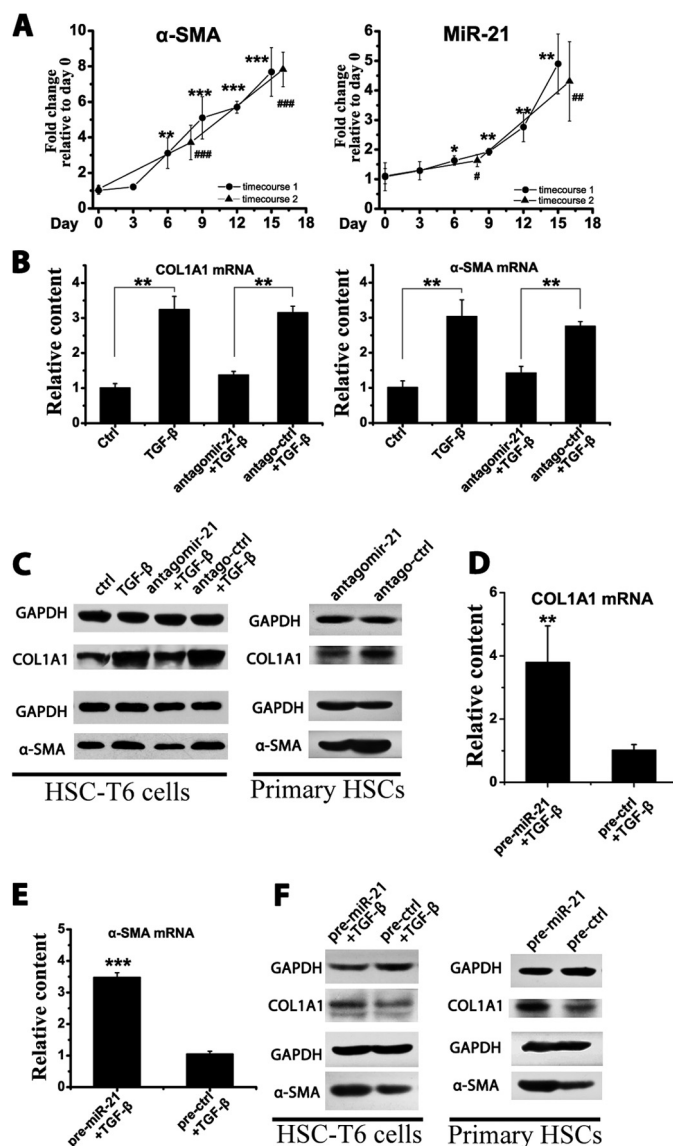 A
α-SMA
MiR-21
Fold change
relative to day 0
10
8
6
4
2
0
***
***
***
**
###
###
timecourse 1
timecourse 2
Day
0 3 6 9 12 15 18
Fold change
relative to day 0
6
5
4
3
2
1
0
**
**
**
*
##
#
timecourse 1
timecourse 2
Day
0 3 6 9 12 15 18
B
COL1A1 mRNA
Relative content
4
3
2
1
0
** **
Ctrl
TGF-β
antagomir-21
+TGF-β
antago-ctrl
+TGF-β
α-SMA mRNA
Relative content
4
3
2
1
0
** **
Ctrl
TGF-β
antagomir-21
+TGF-β
antago-ctrl
+TGF-β
C
ctrl
TGF-β
antagomir-21
+TGF-β
antago-ctrl
+TGF-β
GAPDH
COL1A1
GAPDH
α-SMA
HSC-T6 cells
antagomir-21
antago-ctrl
GAPDH
COL1A1
GAPDH
α-SMA
Primary HSCs
D
COL1A1 mRNA
Relative content
6
4
2
0
**
pre-miR-21
+TGF-β
pre-ctrl
+TGF-β
E
α-SMA mRNA
Relative content
5
4
3
2
1
0
***
pre-miR-21
+TGF-β
pre-ctrl
+TGF-β
F
pre-miR-21
+TGF-β
pre-ctrl
+TGF-β
GAPDH
COL1A1
GAPDH
α-SMA
HSC-T6 cells
pre-miR-21
pre-ctrl
GAPDH
COL1A1
GAPDH
α-SMA
Primary HSCs